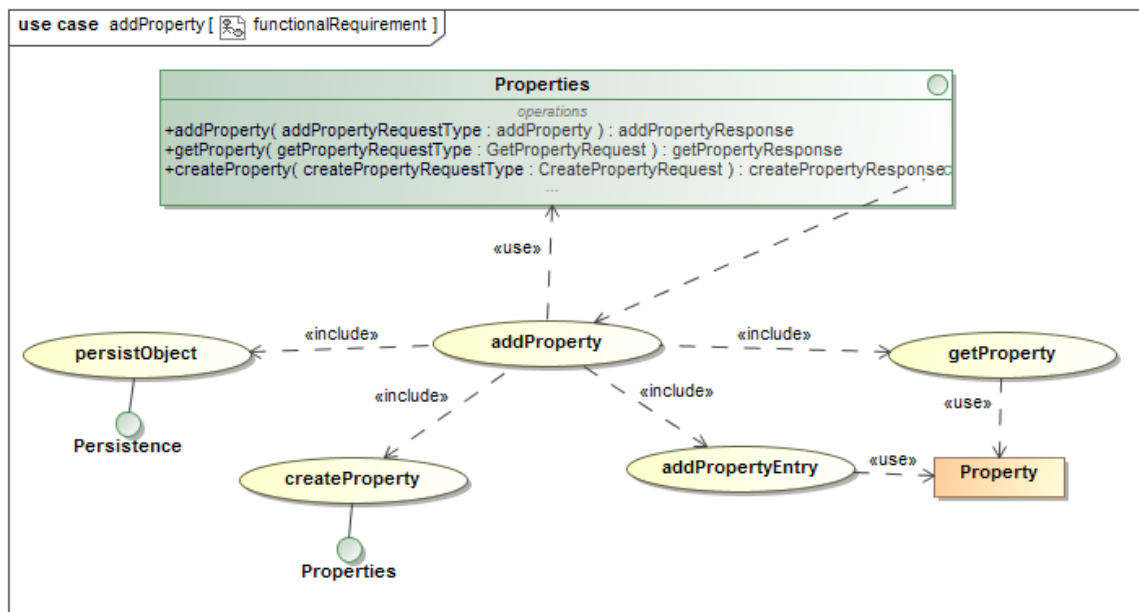 use case addProperty [ functionalRequirement ]
Properties
operations
+addProperty( addPropertyRequestType : addProperty ) : addPropertyResponse
+getProperty( getPropertyRequestType : GetPropertyRequest ) : getPropertyResponse
+createProperty( createPropertyRequestType : CreatePropertyRequest ) : createPropertyResponse
...
«use»
«include»
«include»
persistObject
addProperty
getProperty
«include»
«include»
«use»
Persistence
addPropertyEntry
«use»
Property
createProperty
Properties